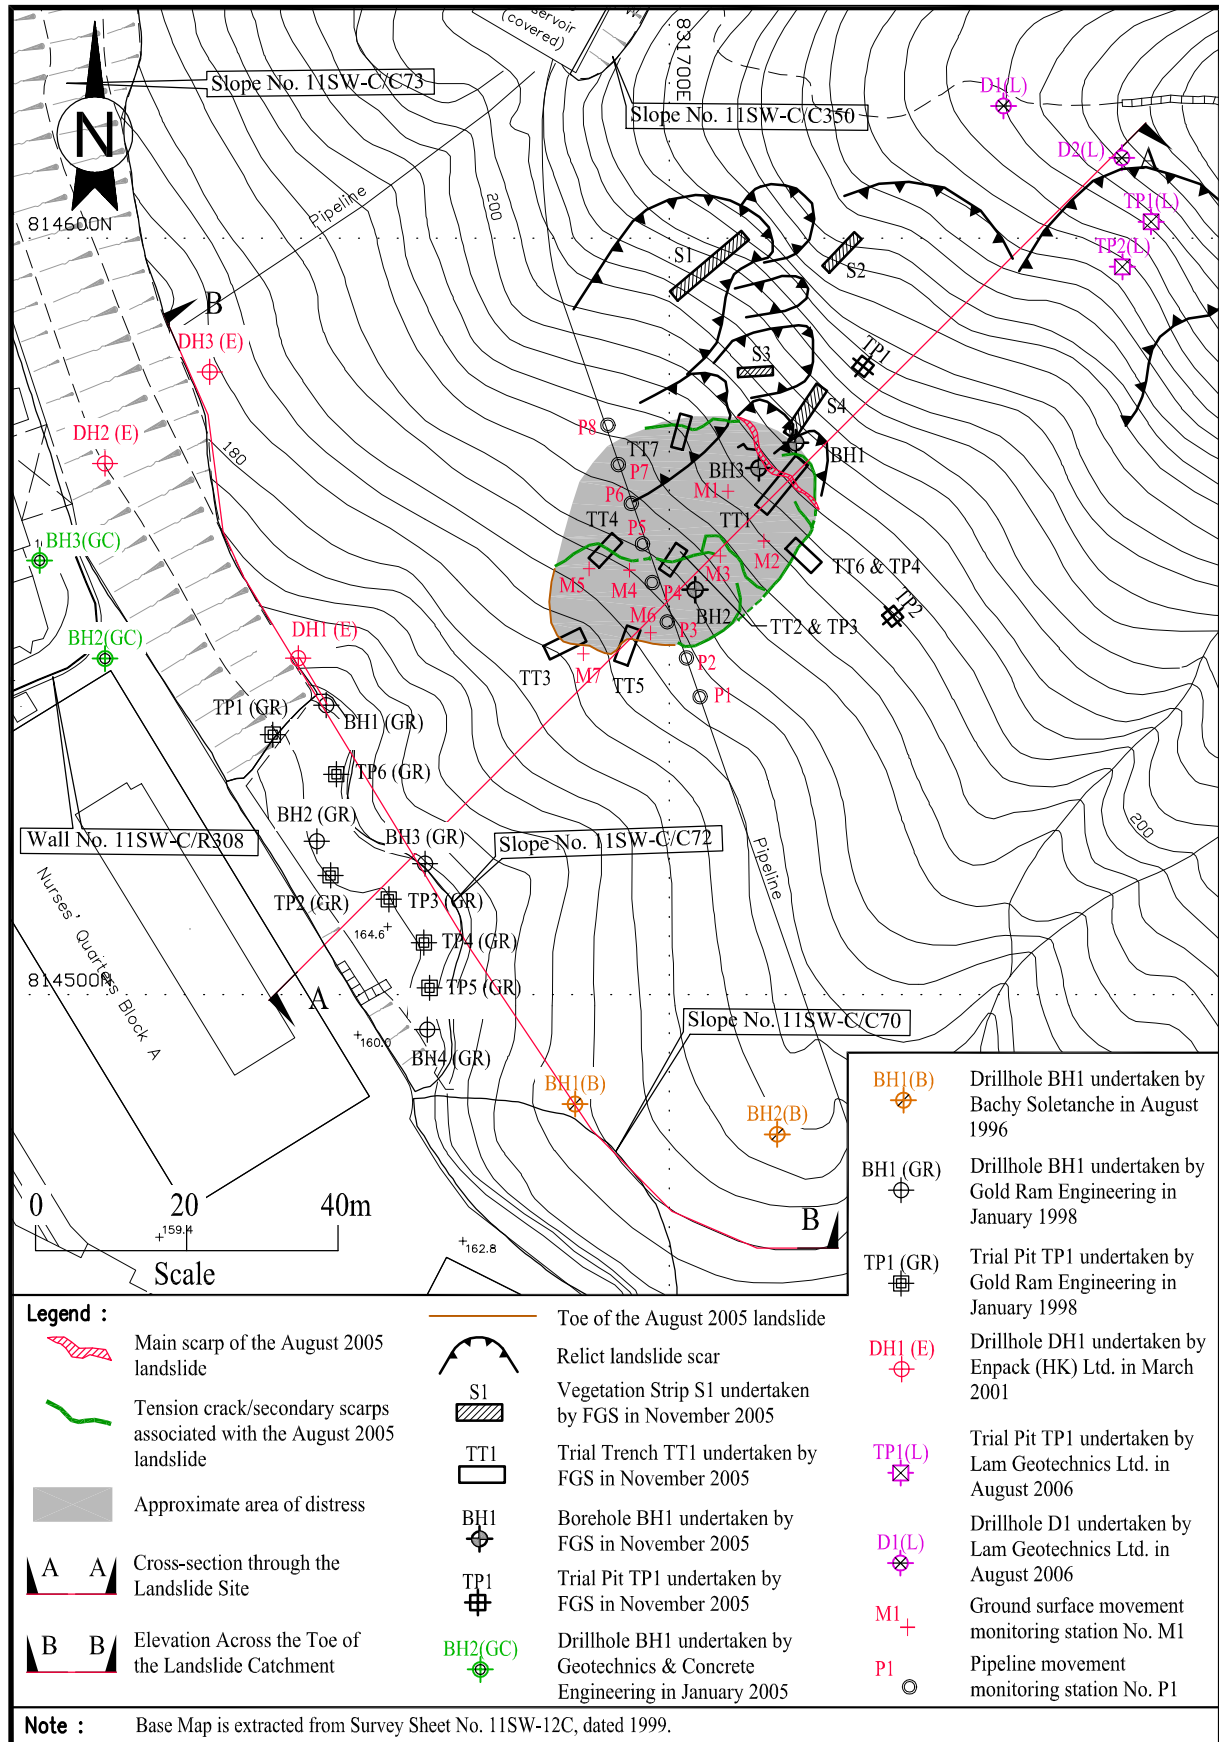 rvoir
(covered)
831700E
Slope No. 11SW-C/C73
Slope No. 11SW-C/C350
D1(L)
N
D2(L)
A
Pipeline
200
TP1(L)
814600N
S1
S2
TP2(L)
B
DH3 (E)
S3
TP1
S4
P8
DH2 (E)
180
TT7
BH1
P7
BH3
M1
P6
TT4
TT1
P5
BH3(GC)
M2
M3
TT6 & TP4
M5
M4
P4
TP2
BH2
M6
P3
TT2 & TP3
DH1 (E)
BH2(GC)
P2
TT3
M7
TT5
P1
TP1 (GR)
BH1 (GR)
TP6 (GR)
BH2 (GR)
BH3 (GR)
Wall No. 11SW-C/R308
Slope No. 11SW-C/C72
200
Pipeline
TP2 (GR)
TP3 (GR)
Nurses' Quarters Block A
164.6
TP4 (GR)
814500N
TP5 (GR)
A
Slope No. 11SW-C/C70
160.0
BH4 (GR)
BH1(B)
BH2(B)
0 20 40m
B
159.4
162.8
Scale
BH1(B)
Drillhole BH1 undertaken by
Bachy Soletanche in August
1996
BH1 (GR)
Drillhole BH1 undertaken by
Gold Ram Engineering in
January 1998
TP1 (GR)
Trial Pit TP1 undertaken by
Gold Ram Engineering in
January 1998
DH1 (E)
Drillhole DH1 undertaken by
Enpack (HK) Ltd. in March
2001
TP1(L)
Trial Pit TP1 undertaken by
Lam Geotechnics Ltd. in
August 2006
D1(L)
Drillhole D1 undertaken by
Lam Geotechnics Ltd. in
August 2006
M1
Ground surface movement
monitoring station No. M1
P1
Pipeline movement
monitoring station No. P1
Legend :
Main scarp of the August 2005
landslide
Tension crack/secondary scarps
associated with the August 2005
landslide
Approximate area of distress
A A
Cross-section through the
Landslide Site
B B
Elevation Across the Toe of
the Landslide Catchment
Toe of the August 2005 landslide
Relict landslide scar
S1
Vegetation Strip S1 undertaken
by FGS in November 2005
TT1
Trial Trench TT1 undertaken by
FGS in November 2005
BH1
Borehole BH1 undertaken by
FGS in November 2005
TP1
Trial Pit TP1 undertaken by
FGS in November 2005
BH2(GC)
Drillhole BH1 undertaken by
Geotechnics & Concrete
Engineering in January 2005
Note : Base Map is extracted from Survey Sheet No. 11SW-12C, dated 1999.